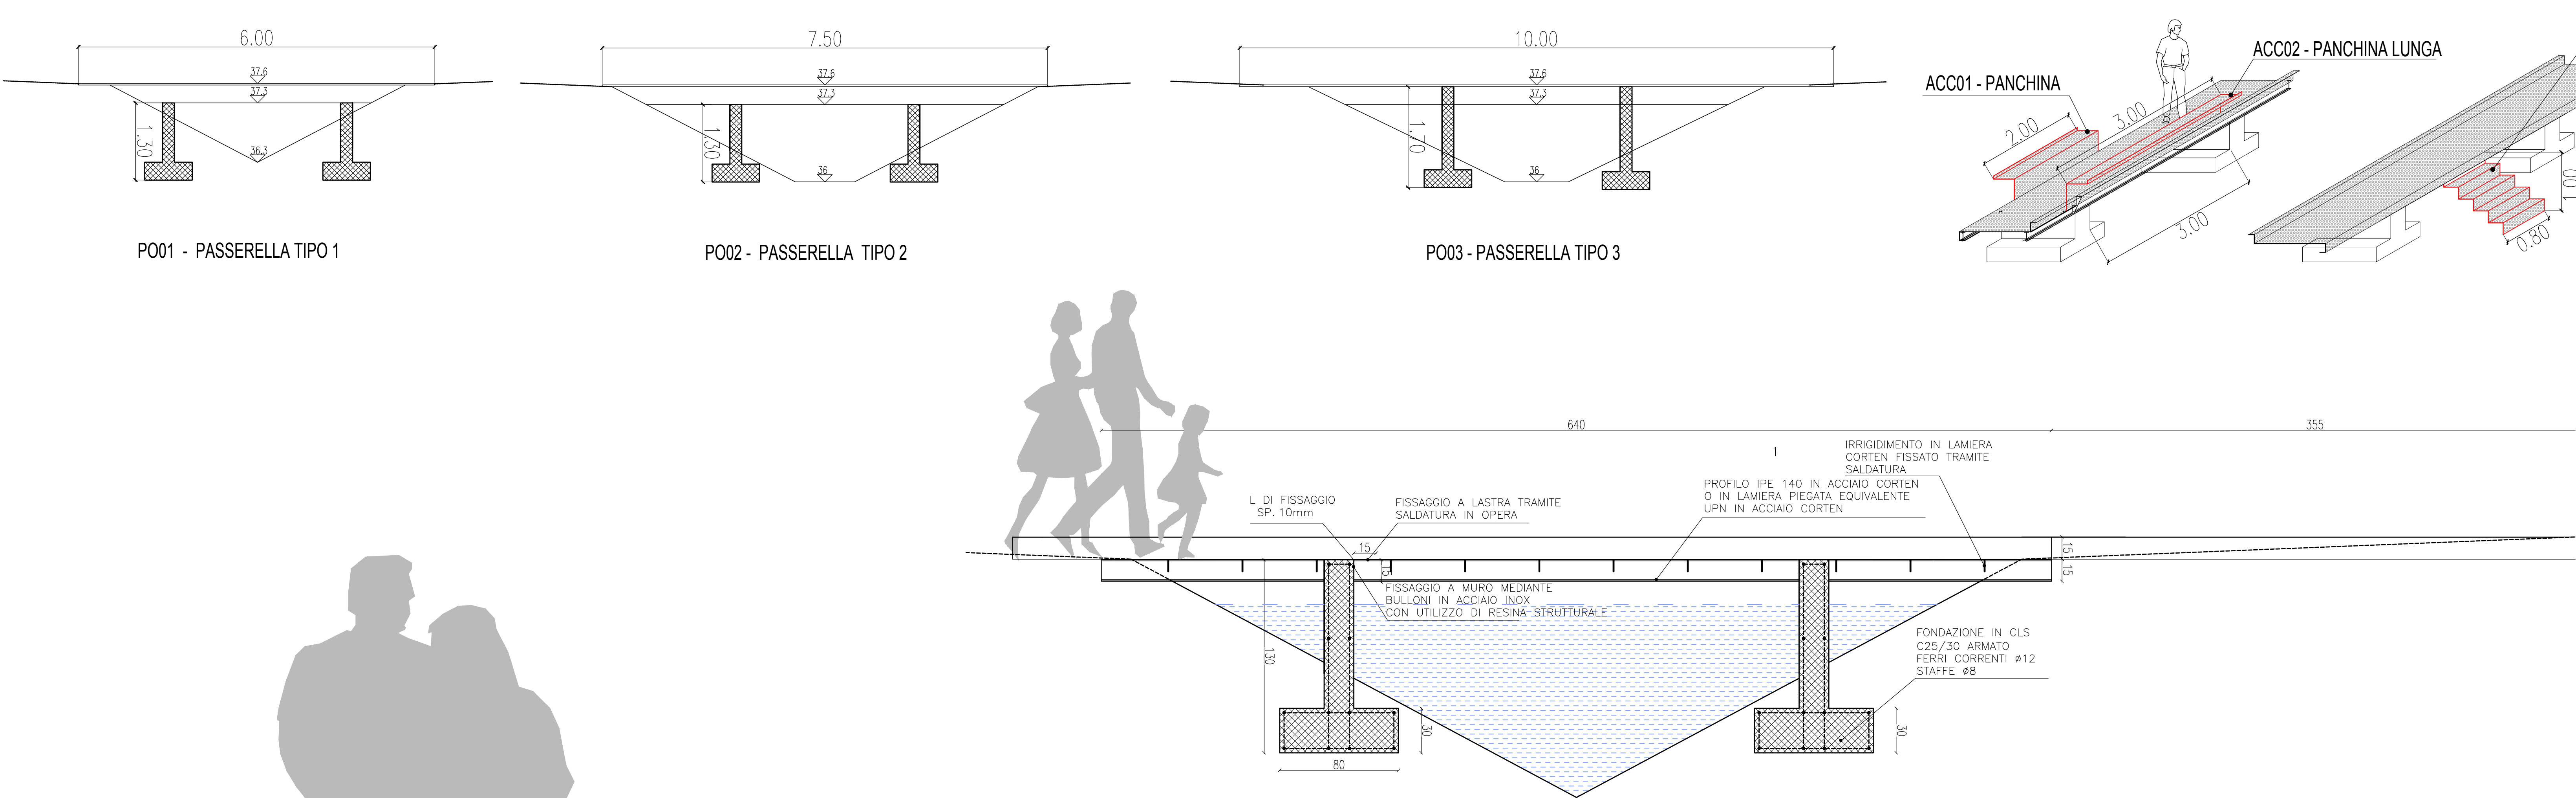 6.00
37.6
37.3
1.30
36.3
PO01 - PASSERELLA TIPO 1
7.50
37.6
37.3
1.30
36
PO02 - PASSERELLA TIPO 2
10.00
37.6
37.3
1.70
36
PO03 - PASSERELLA TIPO 3
ACC01 - PANCHINA
ACC02 - PANCHINA LUNGA
2.00
3.00
3.00
0.80
640
355
IRRIGIDIMENTO IN LAMIERA
CORTEN FISSATO TRAMITE
SALDATURA
PROFILO IPE 140 IN ACCIAIO CORTEN
O IN LAMIERA PIEGATA EQUIVALENTE
UPN IN ACCIAIO CORTEN
L DI FISSAGGIO
SP. 10mm
FISSAGGIO A LASTRA TRAMITE
SALDATURA IN OPERA
15
15
15
15
FISSAGGIO A MURO MEDIANTE
BULLONI IN ACCIAIO INOX
CON UTILIZZO DI RESINA STRUTTURALE
130
FONDAZIONE IN CLS
C25/30 ARMATO
FERRI CORRENTI ø12
STAFFE ø8
30
30
80